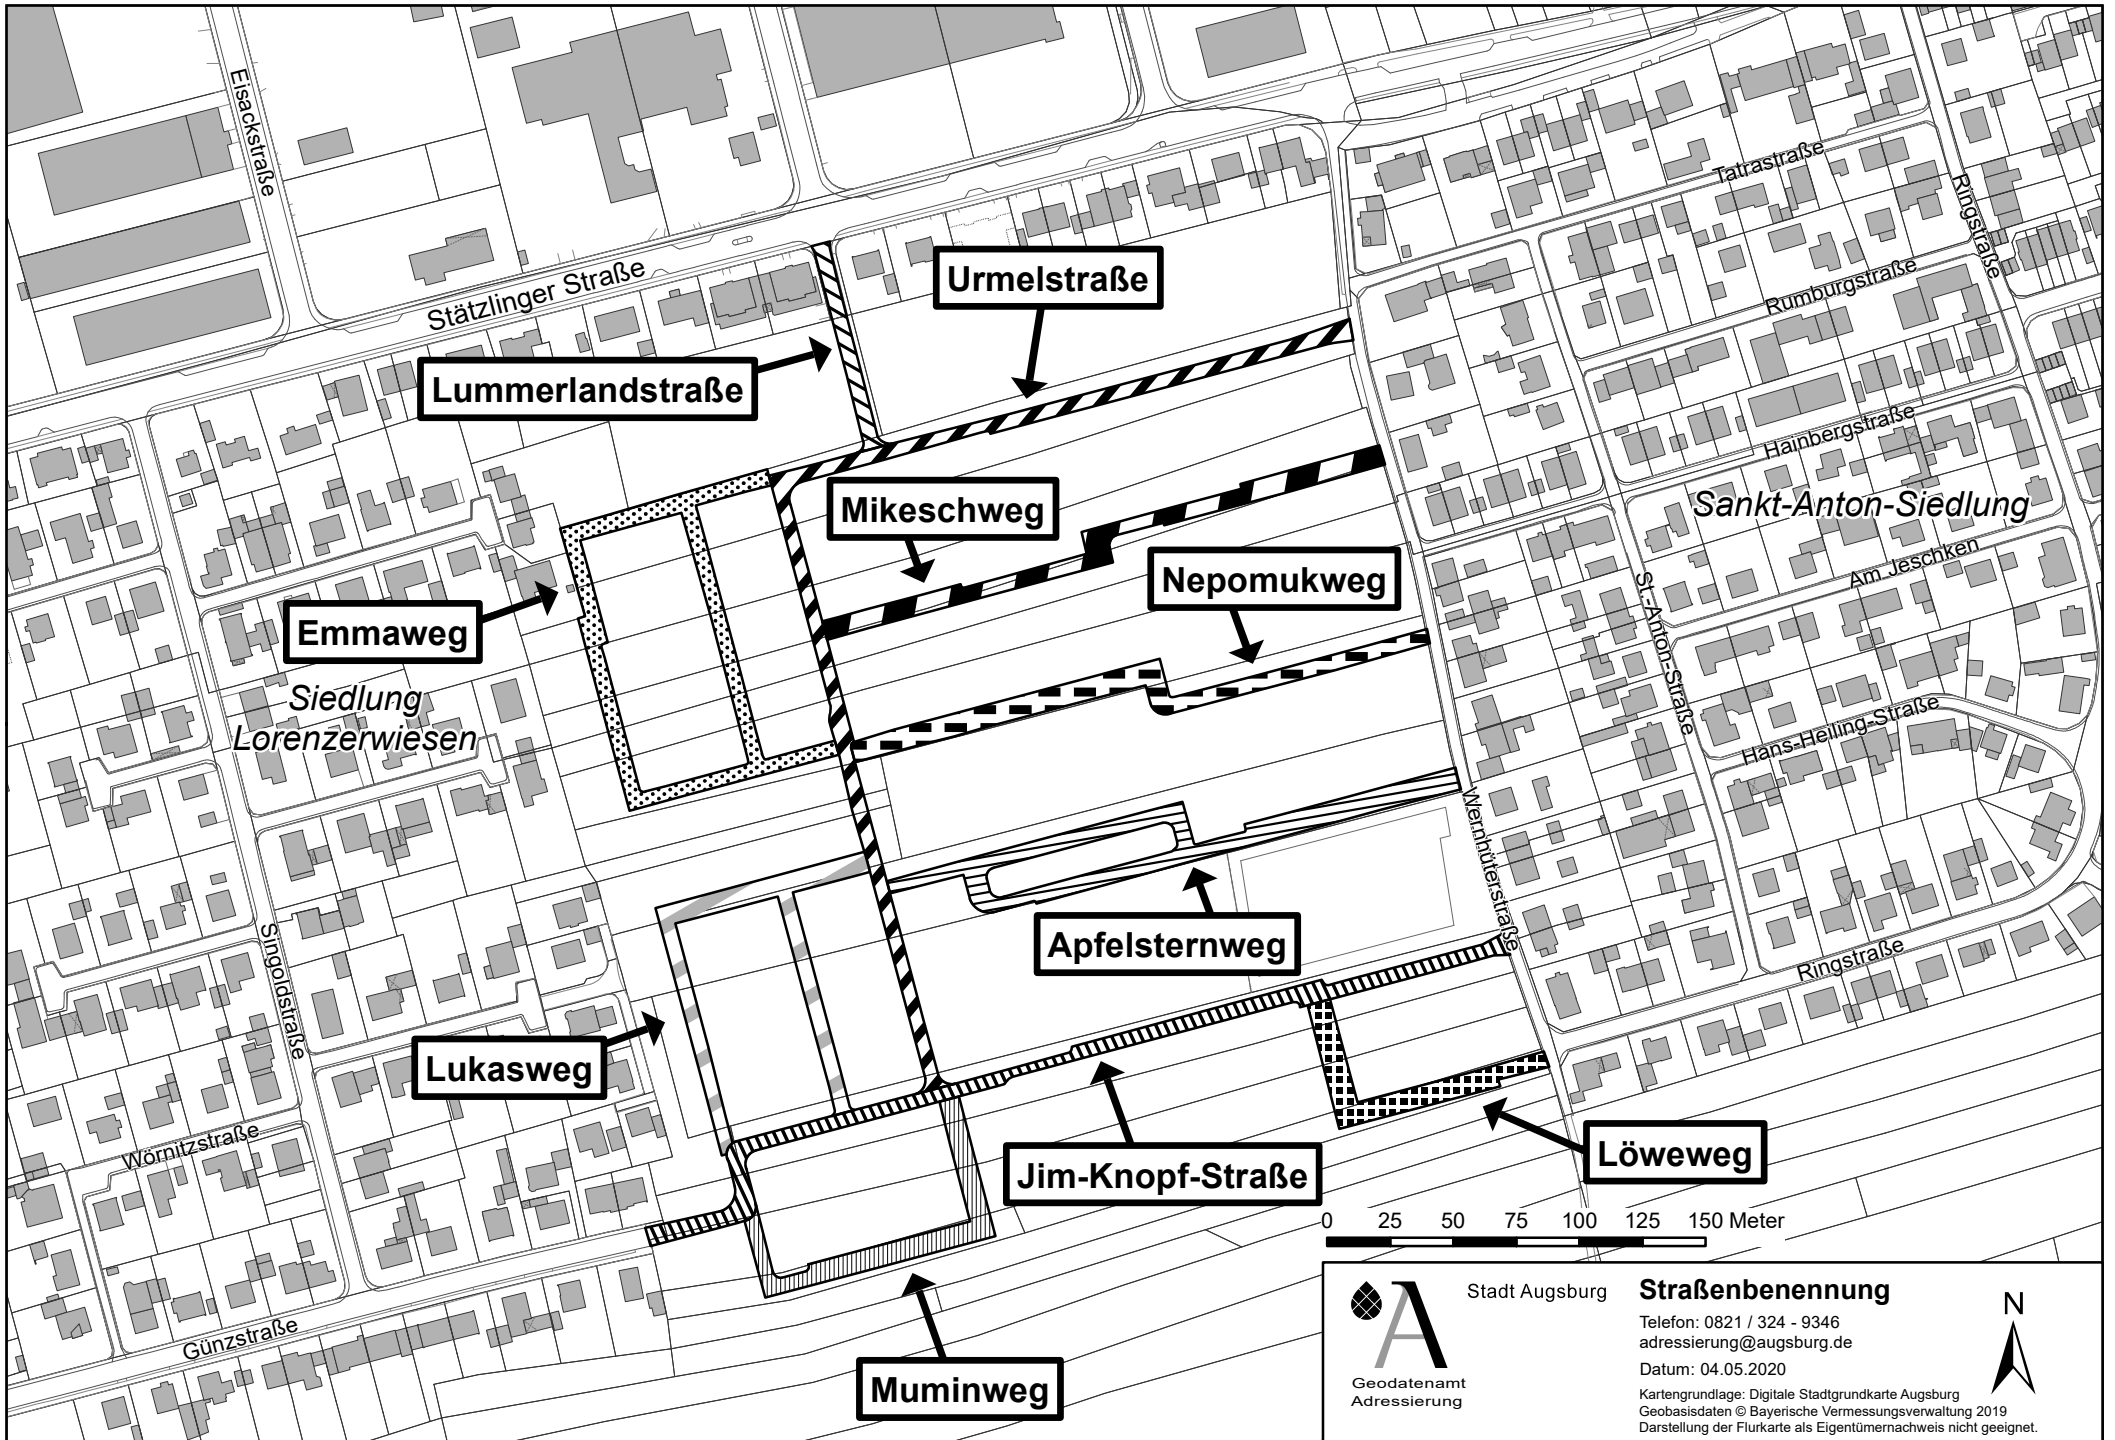 Eisackstraße
Stätzlinger Straße
Tatrastraße
Ringstraße
Rumburgstraße
Urmelstraße
Lummerlandstraße
Hainbergstraße
Sankt-Anton-Siedlung
Mikeschweg
Nepomukweg
Am Jeschken
St.-Anton-Straße
Emmaweg
Siedlung
Lorenzerwiesen
Hans-Heiling-Straße
Wernhüterstraße
Apfelsternweg
Ringstraße
Singoldstraße
Lukasweg
Wörnitzstraße
Jim-Knopf-Straße
Löweweg
Günzstraße
Muminweg
0 25 50 75 100 125 150 Meter
Stadt Augsburg
Geodatenamt
Adressierung
Straßenbenennung
Telefon: 0821 / 324 - 9346
adressierung@augsburg.de
Datum: 04.05.2020
Kartengrundlage: Digitale Stadtgrundkarte Augsburg
Geobasisdaten © Bayerische Vermessungsverwaltung 2019
Darstellung der Flurkarte als Eigentümernachweis nicht geeignet.
N